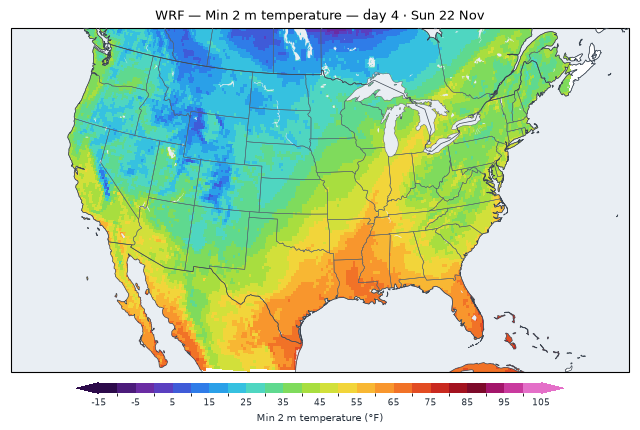 WRF — Min 2 m temperature — day 4 · Sun 22 Nov
-15 -5 5 15 25 35 45 55 65 75 85 95 105
Min 2 m temperature (°F)